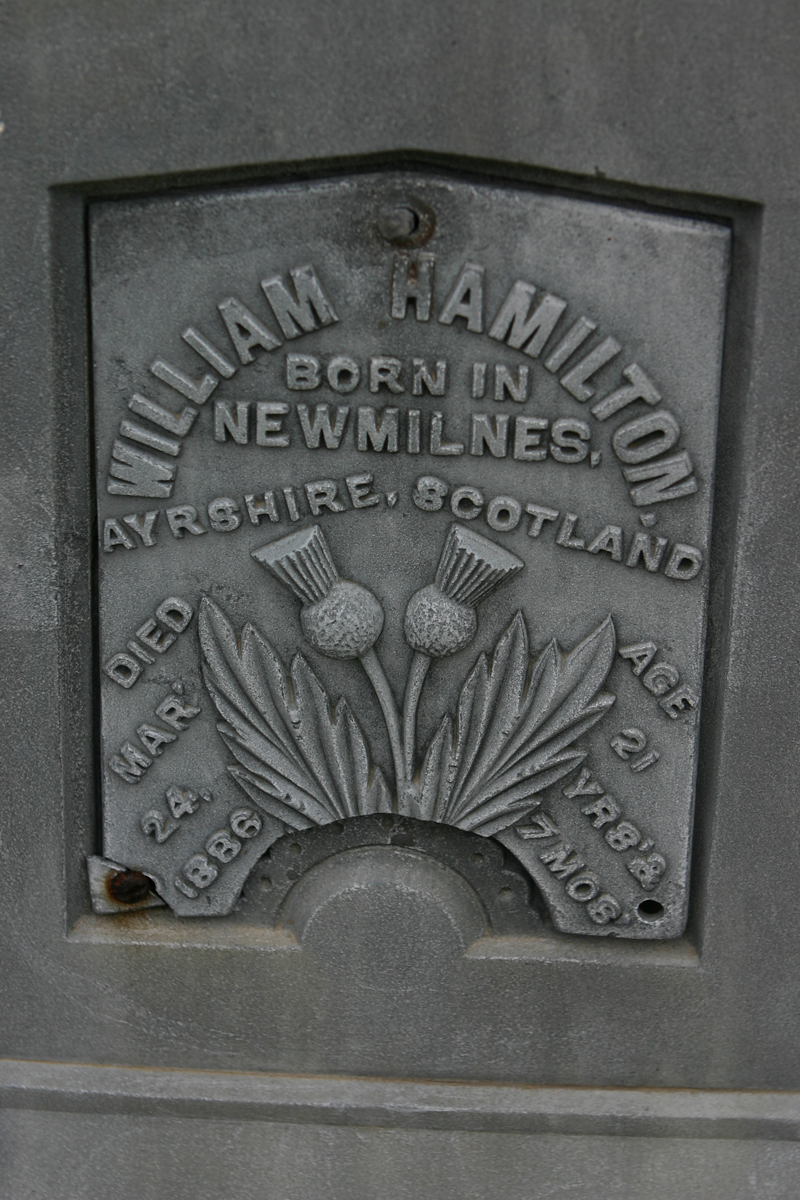 WILLIAM HAMILTON.
BORN IN
NEWMILNES,
AYRSHIRE, SCOTLAND
DIED
MAR.
24.
1886
AGE
21
YRS'&
7 MOS